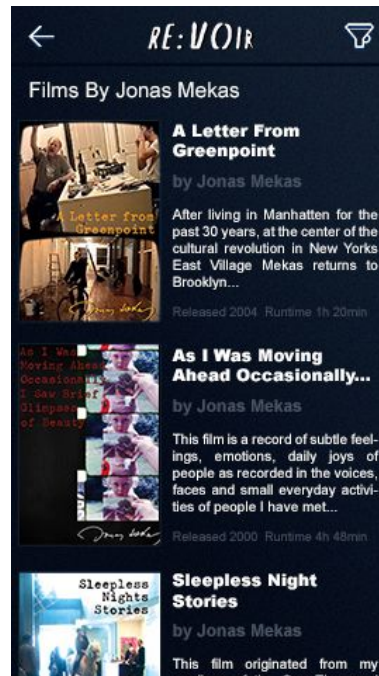 RE:VOIR
Films By Jonas Mekas
A Letter from
Greenpoint
A Letter From
Greenpoint
by Jonas Mekas
After living in Manhatten for the
past 30 years, at the center of the
cultural revolution in New Yorks
East Village Mekas returns to
Brooklyn...
Released 2004 Runtime 1h 20min
As I Was
Moving Ahead
Occasionally
I Saw Brief
Glimpses
of Beauty
As I Was Moving
Ahead Occasionally...
by Jonas Mekas
This film is a record of subtle feel-
ings, emotions, daily joys of
people as recorded in the voices,
faces and small everyday activi-
ties of people I have met...
Released 2000 Runtime 4h 48min
Sleepless
Nights
Stories
Sleepless Night
Stories
by Jonas Mekas
This film originated from my